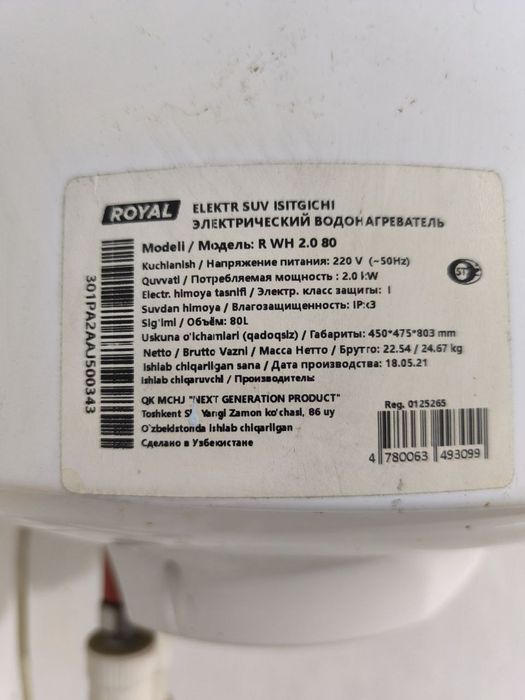 ROYAL
ELEKTR SUV ISITGICHI
ЭЛЕКТРИЧЕСКИЙ ВОДОНАГРЕВАТЕЛЬ
Modeli / Модель: R WH 2.0 80
Kuchlanish / Напряжение питания: 220 V (~50Hz)
Quvvati / Потребляемая мощность : 2.0 kW
Electr. himoya tasnifi / Электр. класс защиты: I
Suvdan himoya / Влагозащищенность:
Sig'imi / Объём: 80L
Uskuna o'lchamlari (qadoqsiz) / Габариты: 450*475*803 mm
Netto / Brutto Vazni / Масса Нетто / Брутто: 22.54 / 24.67 kg
Ishlab chiqarilgan sana / Дата производства: 18.05.21
Ishlab chiqaruvchi / Производитель:
QK MCHJ "NEXT GENERATION PRODUCT"
Toshkent Yangi Zamon ko'chasi, 86 uy
O'zbekistonda ishlab chiqarilgan
Сделано в Узбекистане
301PA2AAJ500343
Reg. 0125265
4 780063 493099